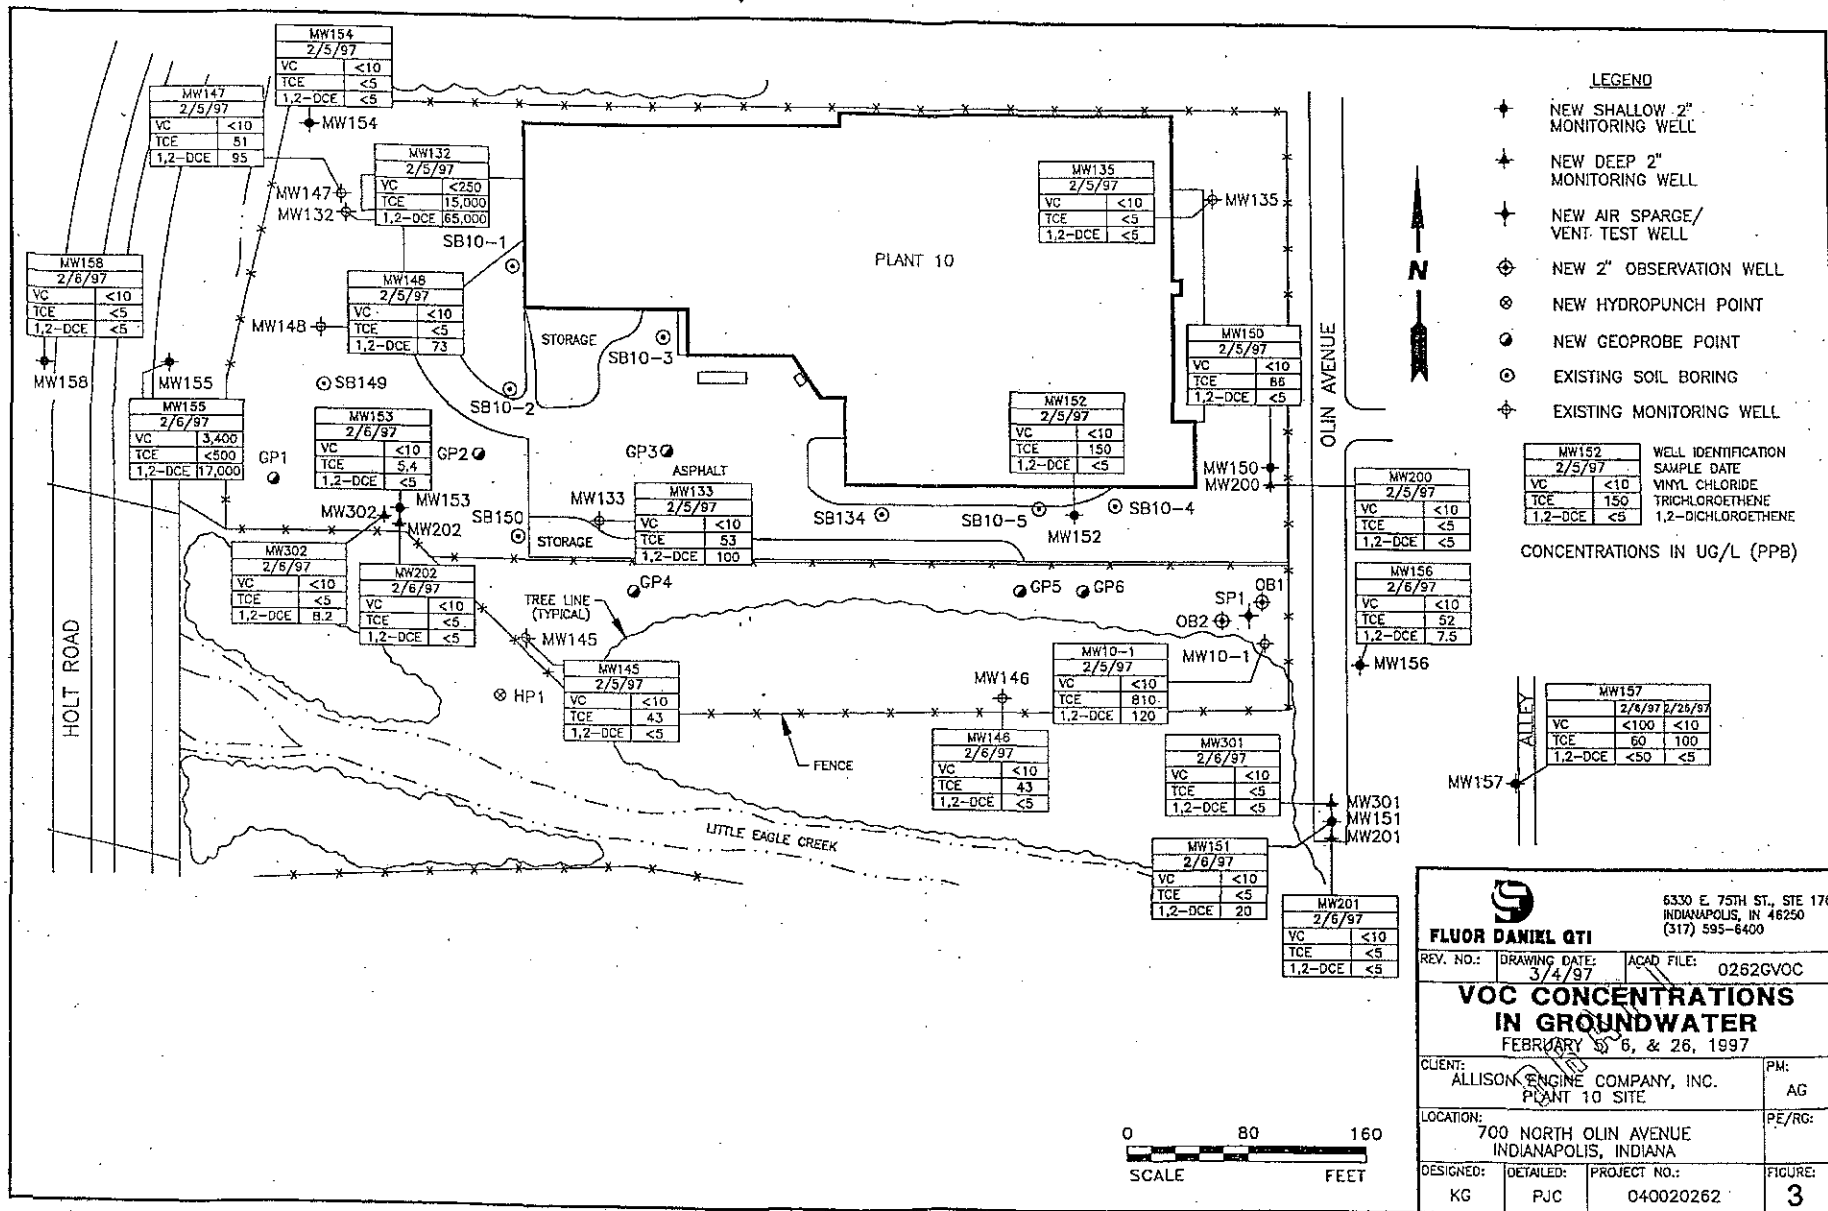 MW154
2/5/97
VC <10
TCE <5
1,2-DCE <5
MW154
MW147
2/5/97
VC <10
TCE 51
1,2-DCE 95
MW147
MW132
MW132
2/5/97
VC <250
TCE 15,000
1,2-DCE 65,000
SB10-1
MW135
2/5/97
VC <10
TCE <5
1,2-DCE <5
MW135
PLANT 10
MW158
2/6/97
VC <10
TCE <5
1,2-DCE <5
MW158
MW148
2/5/97
VC <10
TCE <5
1,2-DCE 73
MW148
STORAGE
SB10-3
SB149
SB10-2
MW155
MW155
2/6/97
VC 3,400
TCE <500
1,2-DCE 17,000
MW150
2/5/97
VC <10
TCE 86
1,2-DCE <5
MW150
MW200
OLIN AVENUE
MW153
2/6/97
VC <10
TCE 5.4
1,2-DCE <5
MW153
GP1
GP2
GP3
ASPHALT
MW152
2/5/97
VC <10
TCE 150
1,2-DCE <5
MW152
MW133
MW133
2/5/97
VC <10
TCE 53
1,2-DCE 100
MW302
MW202
SB150
STORAGE
SB134
SB10-5
SB10-4
MW200
2/5/97
VC <10
TCE <5
1,2-DCE <5
MW302
2/6/97
VC <10
TCE <5
1,2-DCE 8.2
MW202
2/6/97
VC <10
TCE <5
1,2-DCE <5
GP4
GP5
GP6
TREE LINE
(TYPICAL)
OB1
SP1
OB2
MW10-1
MW156
2/6/97
VC <10
TCE 52
1,2-DCE 7.5
MW156
HOLT ROAD
MW145
HP1
MW145
2/5/97
VC <10
TCE 43
1,2-DCE <5
MW146
MW146
2/6/97
VC <10
TCE 43
1,2-DCE <5
MW10-1
2/5/97
VC <10
TCE 810
1,2-DCE 120
FENCE
LITTLE EAGLE CREEK
MW301
2/6/97
VC <10
TCE <5
1,2-DCE <5
MW301
MW151
MW201
MW151
2/6/97
VC <10
TCE <5
1,2-DCE 20
MW201
2/6/97
VC <10
TCE <5
1,2-DCE <5
ALLEY
MW157
MW157
2/6/97 2/26/97
VC <100 <10
TCE 60 100
1,2-DCE <50 <5
N
LEGEND
NEW SHALLOW 2"
MONITORING WELL
NEW DEEP 2"
MONITORING WELL
NEW AIR SPARGE/
VENT TEST WELL
NEW 2" OBSERVATION WELL
NEW HYDROPUNCH POINT
NEW GEOPROBE POINT
EXISTING SOIL BORING
EXISTING MONITORING WELL
MW152 WELL IDENTIFICATION
2/5/97 SAMPLE DATE
VC <10 VINYL CHLORIDE
TCE 150 TRICHLOROETHENE
1,2-DCE <5 1,2-DICHLOROETHENE
CONCENTRATIONS IN UG/L (PPB)
0 80 160
SCALE FEET
FLUOR DANIEL GTI
6330 E. 75TH ST., STE 176
INDIANAPOLIS, IN 46250
(317) 595-6400
REV. NO.: DRAWING DATE: 3/4/97 ACAD FILE: 0262GVOC
VOC CONCENTRATIONS
IN GROUNDWATER
FEBRUARY 5, 6, & 26, 1997
DRAFT
CLIENT: ALLISON ENGINE COMPANY, INC.
PLANT 10 SITE
PM: AG
LOCATION: 700 NORTH OLIN AVENUE
INDIANAPOLIS, INDIANA
PE/RG:
DESIGNED: KG DETAILED: PJC PROJECT NO.: 040020262 FIGURE: 3